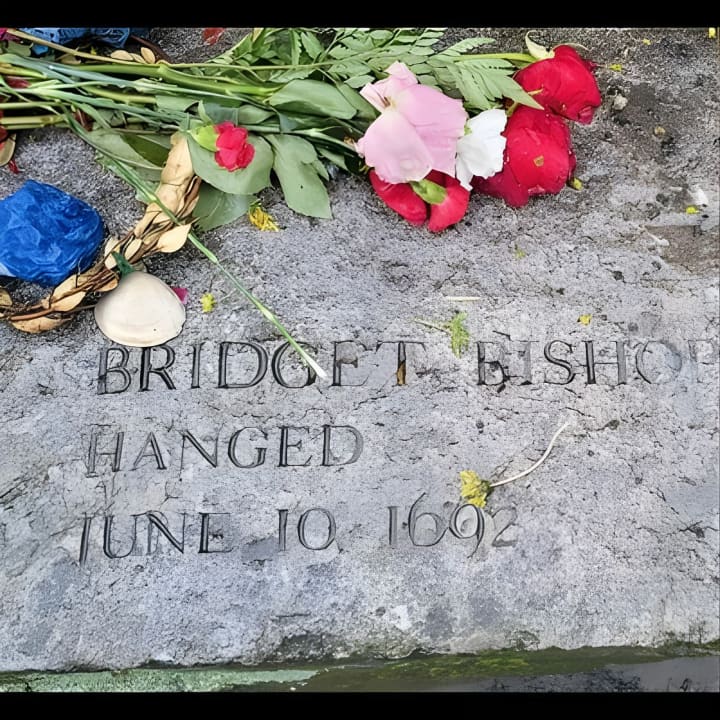 BRIDGET BISHOP
HANGED
JUNE 10, 1692